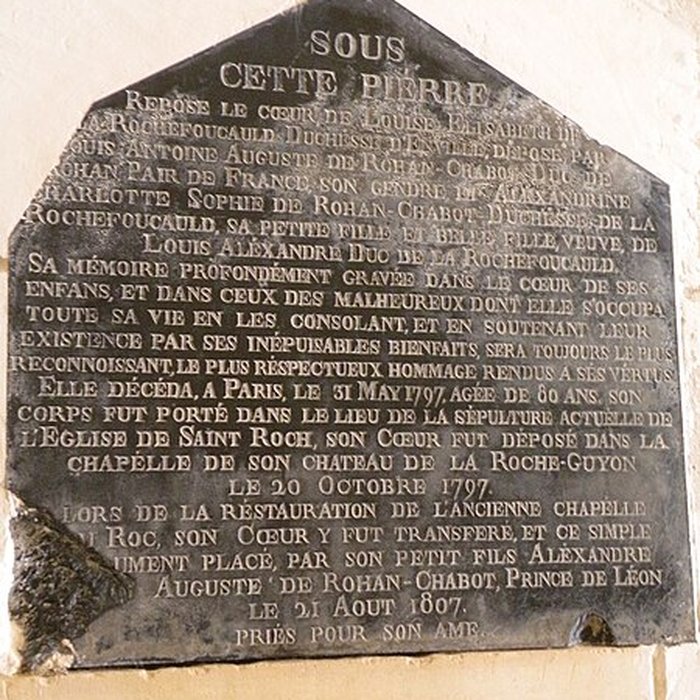 SOUS
CETTE PIERRE
REPOSE LE CŒUR DE LOUISE ELISABETH DE
LA ROCHEFOUCAULD DUCHESSE D'ENVILLE, DÉPOSÉ, PAR
LOUIS ANTOINE AUGUSTE DE ROHAN-CHABOT DUC DE
ROHAN PAIR DE FRANCE, SON GENDRE ET ALEXANDRINE
CHARLOTTE SOPHIE DE ROHAN-CHABOT DUCHESSE DE LA
ROCHEFOUCAULD, SA PETITE FILLE ET BELLE FILLE, VEUVE, DE
LOUIS ALÉXANDRE DUC DE LA ROCHEFOUCAULD.
SA MÉMOIRE PROFONDÉMENT GRAVÉE DANS LE CŒUR DE SES
ENFANS, ET DANS CEUX DES MALHEUREUX DONT ELLE S'OCCUPA
TOUTE SA VIE EN LES CONSOLANT, ET EN SOUTENANT LEUR
EXISTENCE PAR SES INÉPUISABLES BIENFAITS, SERA TOUJOURS LE PLUS
RECONNOISSANT, LE PLUS RÉSPECTUEUX HOMMAGE RENDUS A SÉS VÉRTUS.
ELLE DÉCÉDA, A PARIS, LE 31 MAY 1797, AGÉE DE 80 ANS. SON
CORPS FUT PORTÉ DANS LE LIEU DE LA SÉPULTURE ACTUELLE DE
L'EGLISE DE SAINT ROCH, SON CŒUR FUT DÉPOSÉ DANS LA
CHAPÉLLE DE SON CHATEAU DE LA ROCHE-GUYON
LE 20 OCTOBRE 1797.
LORS DE LA RÉSTAURATION DE L'ANCIENNE CHAPÉLLE
DU ROC, SON CŒUR Y FUT TRANSFERÉ, ET CE SIMPLE
UMENT PLACÉ, PAR SON PETIT FILS ALÉXANDRE
AUGUSTE DE ROHAN-CHABOT, PRINCE DE LÉON
LE 21 AOUT 1807.
PRIÉS POUR SON AME.